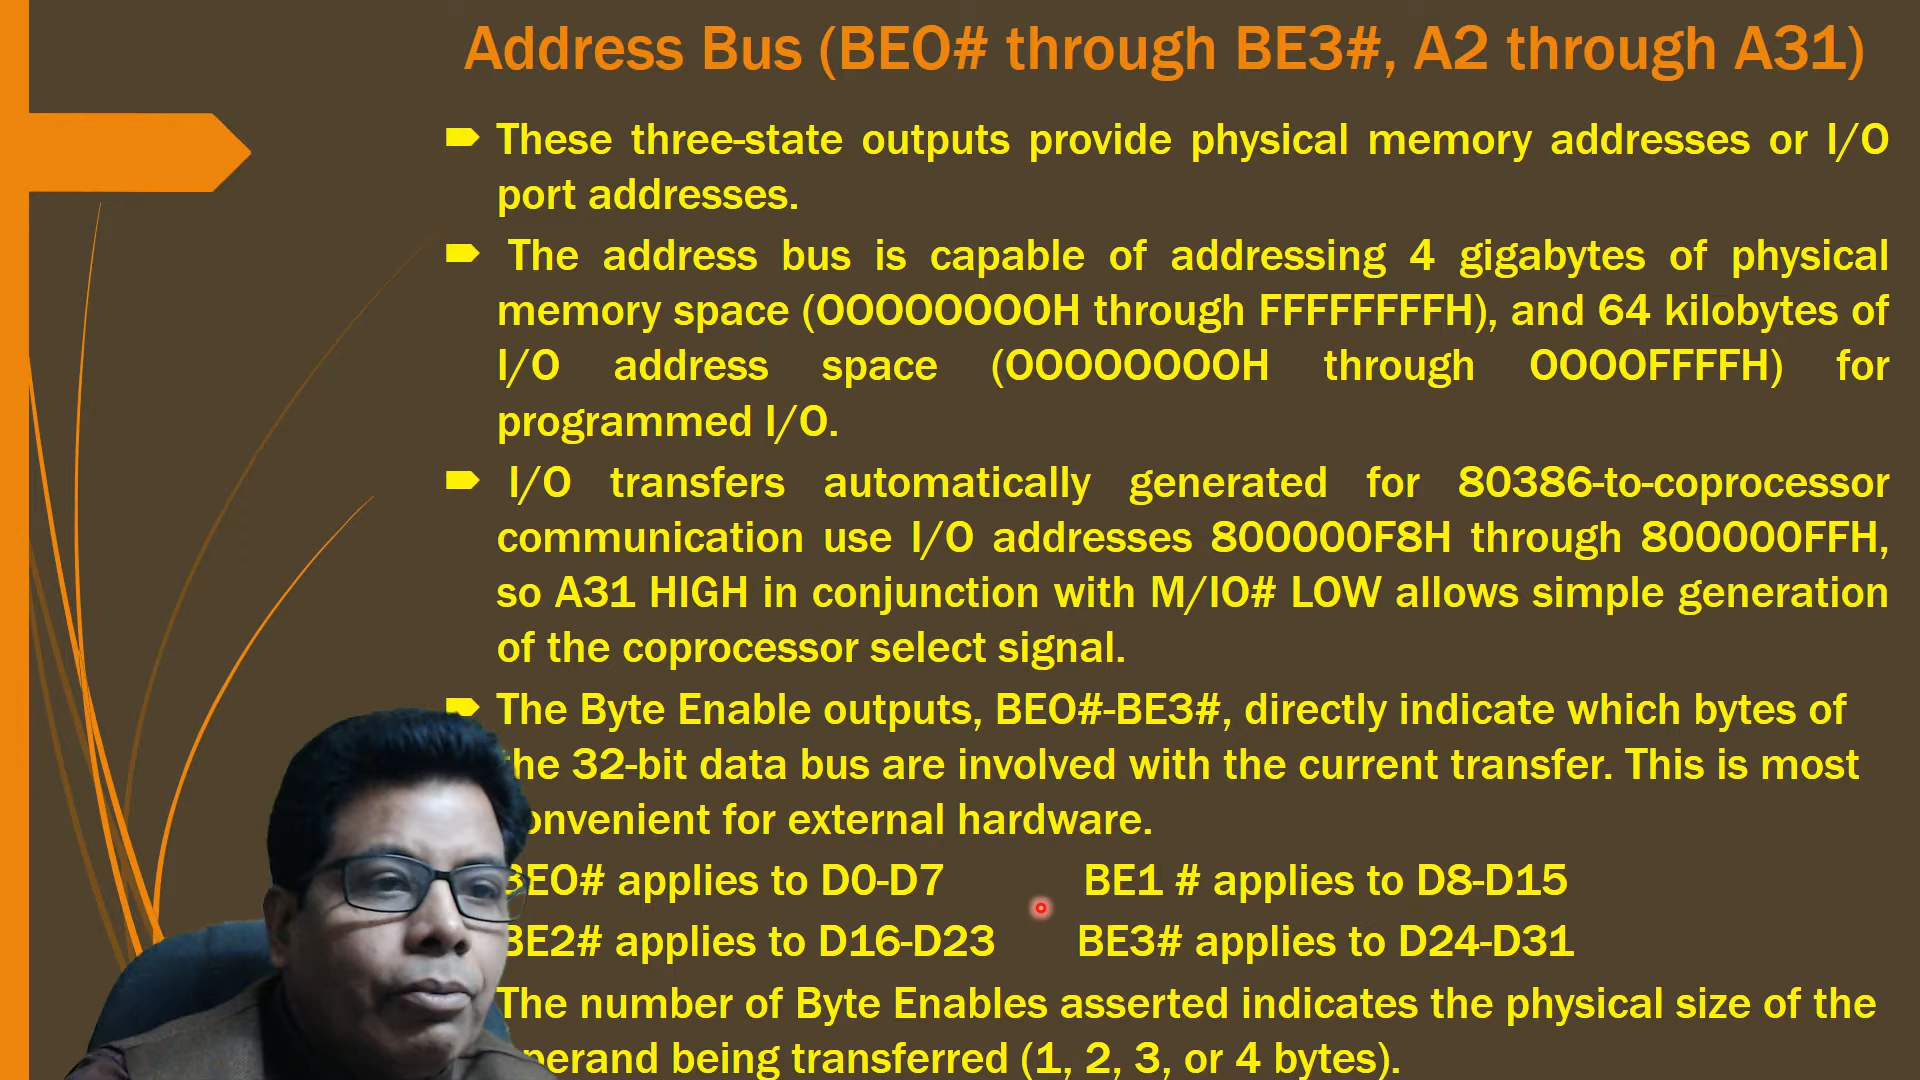 Address Bus (BE0# through BE3#, A2 through A31)
These three-state outputs provide physical memory addresses or I/O
port addresses.
The address bus is capable of addressing 4 gigabytes of physical
memory space (OOOOOOOOH through FFFFFFFFH), and 64 kilobytes of
I/O address space (OOOOOOOOH through OOOOFFFFH) for
programmed I/O.
I/O transfers automatically generated for 80386-to-coprocessor
communication use I/O addresses 800000F8H through 800000FFH,
so A31 HIGH in conjunction with M/IO# LOW allows simple generation
of the coprocessor select signal.
The Byte Enable outputs, BE0#-BE3#, directly indicate which bytes of
the 32-bit data bus are involved with the current transfer. This is most
convenient for external hardware.
BE0# applies to D0-D7 BE1 # applies to D8-D15
BE2# applies to D16-D23 BE3# applies to D24-D31
The number of Byte Enables asserted indicates the physical size of the
operand being transferred (1, 2, 3, or 4 bytes).